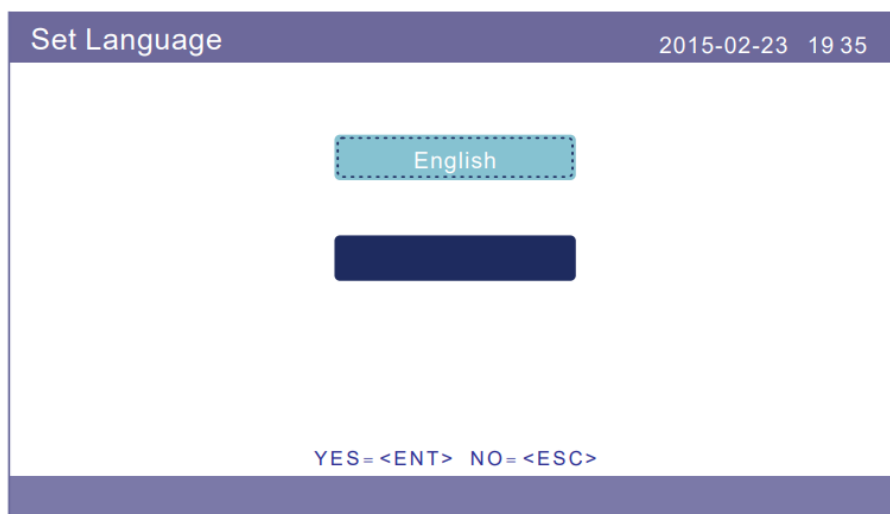 Set Language
2015-02-23 19 35
English
YES=<ENT> NO=<ESC>